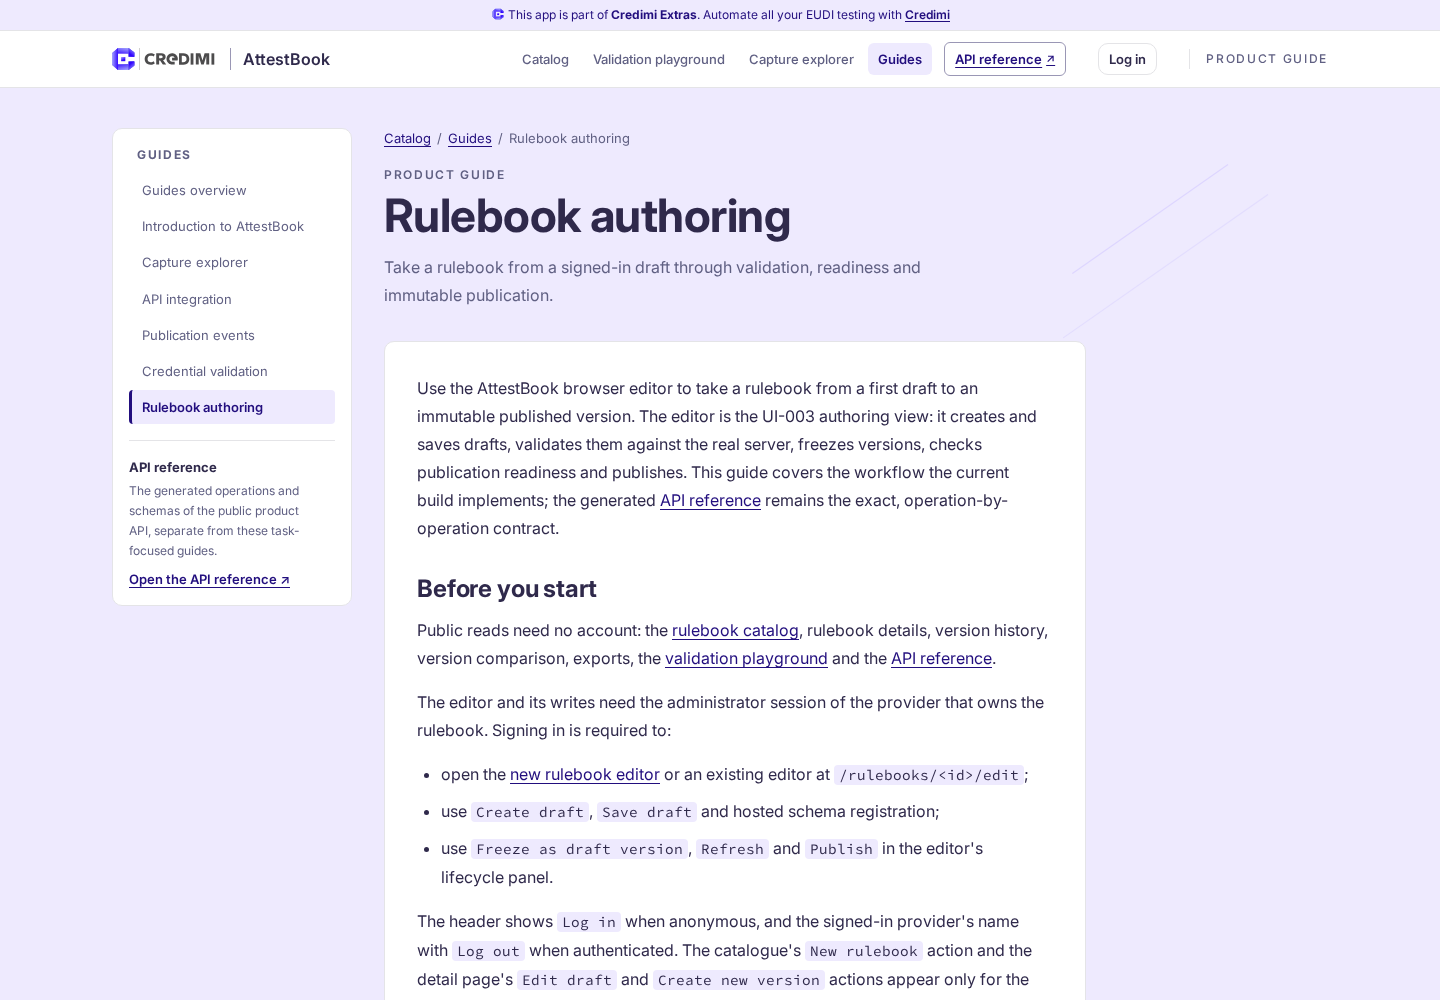 This app is part of Credimi Extras. Automate all your EUDI testing with Credimi
CREDIMI
AttestBook
Catalog
Validation playground
Capture explorer
Guides
API reference ↗
Log in
PRODUCT GUIDE
GUIDES
Guides overview
Introduction to AttestBook
Capture explorer
API integration
Publication events
Credential validation
Rulebook authoring
API reference
The generated operations and
schemas of the public product
API, separate from these task-
focused guides.
Open the API reference ↗
Catalog / Guides / Rulebook authoring
PRODUCT GUIDE
Rulebook authoring
Take a rulebook from a signed-in draft through validation, readiness and
immutable publication.
Use the AttestBook browser editor to take a rulebook from a first draft to an
immutable published version. The editor is the UI-003 authoring view: it creates and
saves drafts, validates them against the real server, freezes versions, checks
publication readiness and publishes. This guide covers the workflow the current
build implements; the generated API reference remains the exact, operation-by-
operation contract.
Before you start
Public reads need no account: the rulebook catalog, rulebook details, version history,
version comparison, exports, the validation playground and the API reference.
The editor and its writes need the administrator session of the provider that owns the
rulebook. Signing in is required to:
• open the new rulebook editor or an existing editor at /rulebooks/<id>/edit;
• use Create draft, Save draft and hosted schema registration;
• use Freeze as draft version, Refresh and Publish in the editor's
lifecycle panel.
The header shows Log in when anonymous, and the signed-in provider's name
with Log out when authenticated. The catalogue's New rulebook action and the
detail page's Edit draft and Create new version actions appear only for the